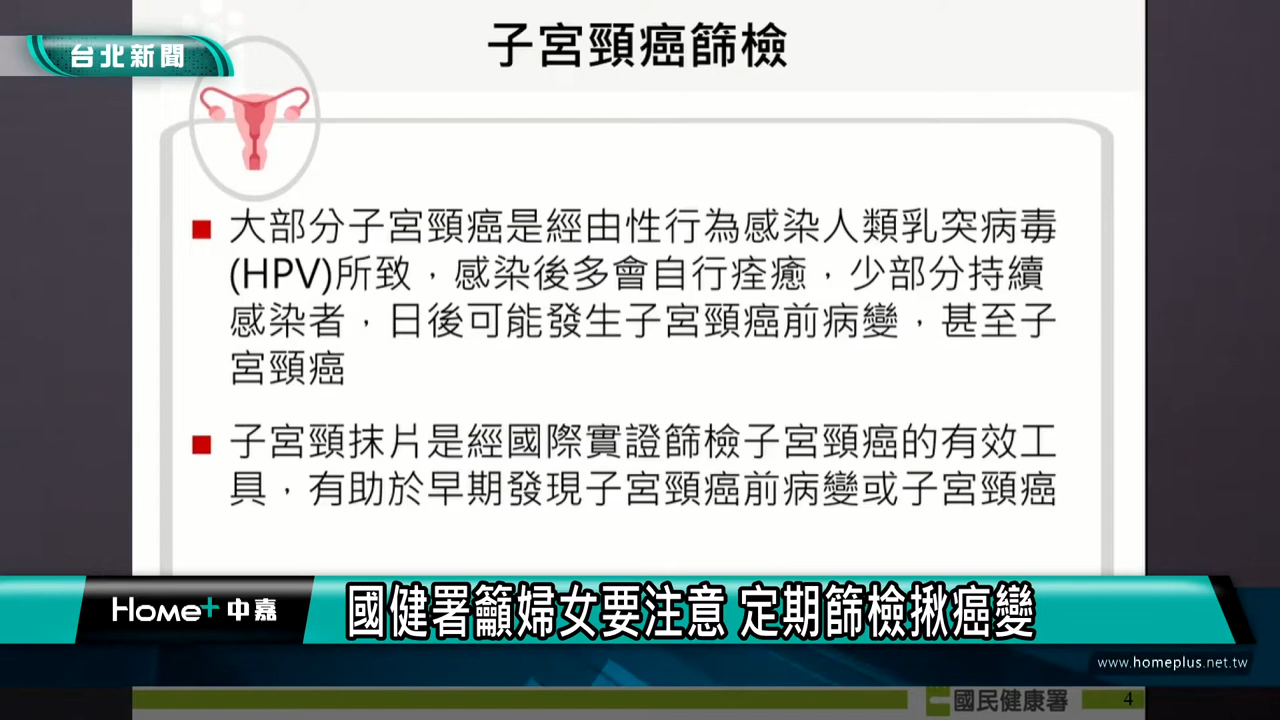 子宮頸癌篩檢
台北新聞
■ 大部分子宮頸癌是經由性行為感染人類乳突病毒
(HPV)所致，感染後多會自行痊癒，少部分持續
感染者，日後可能發生子宮頸癌前病變，甚至子
宮頸癌
■ 子宮頸抹片是經國際實證篩檢子宮頸癌的有效工
具，有助於早期發現子宮頸癌前病變或子宮頸癌
Home+中嘉
國健署籲婦女要注意 定期篩檢揪癌變
www.homeplus.net.tw
國民健康署
4